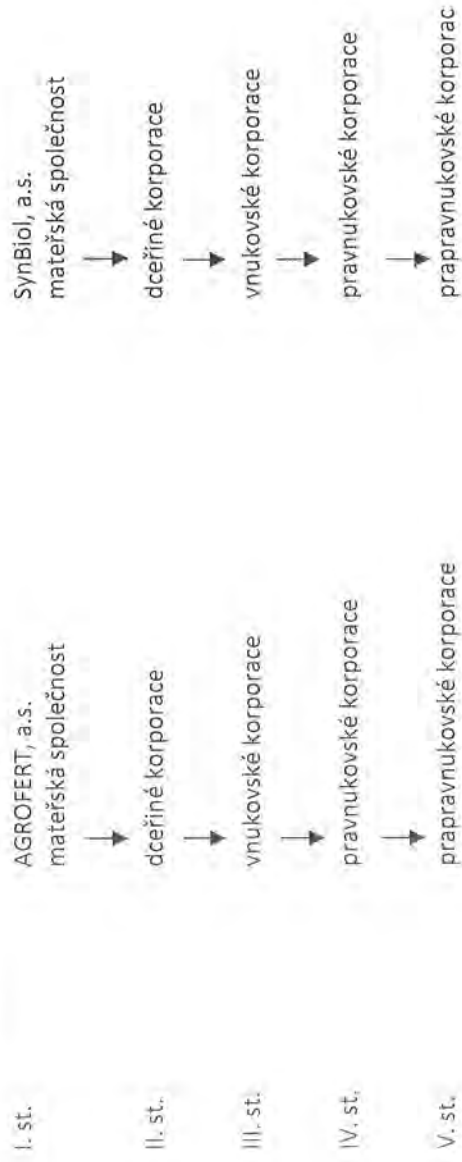 I. st.
AGROFERT, a.s.
mateřská společnost
SynBiol, a.s.
mateřská společnost
II. st.
dceřiné korporace
dceřiné korporace
III. st.
vnukovské korporace
vnukovské korporace
IV. st.
pravnukovské korporace
pravnukovské korporace
V. st.
prapravnukovské korporace
prapravnukovské korporac